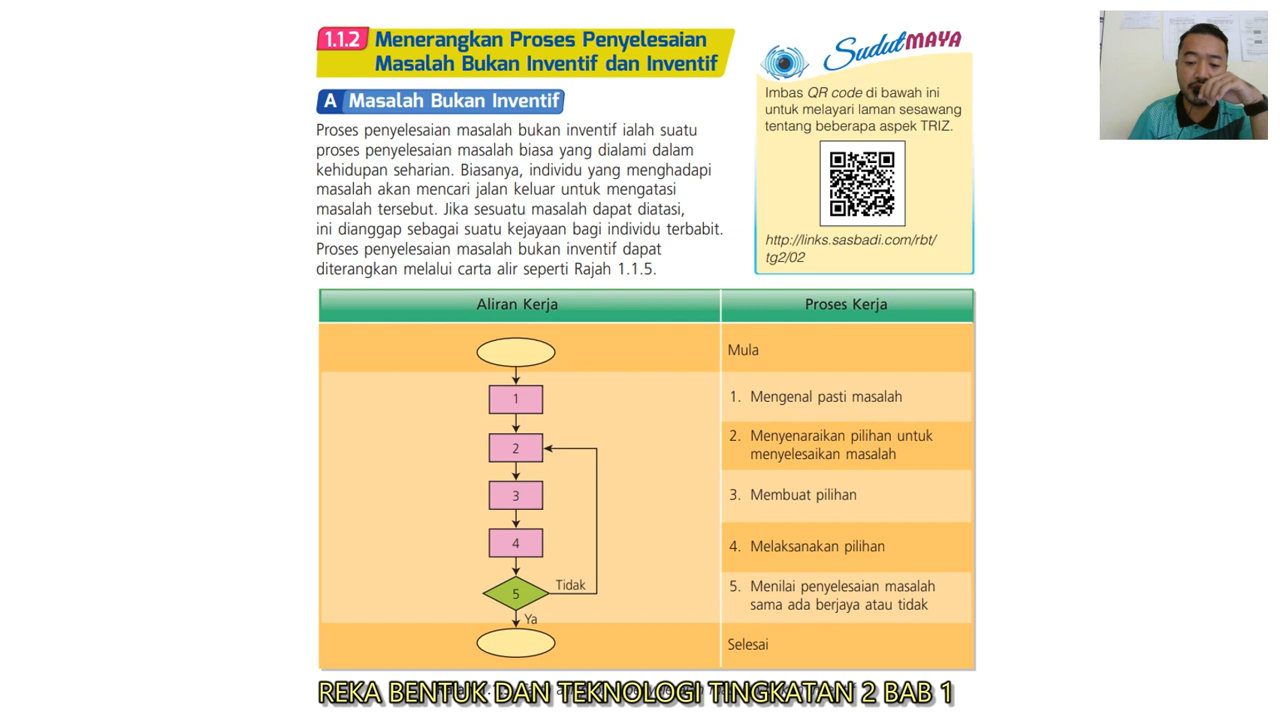 1.1.2 Menerangkan Proses Penyelesaian
Masalah Bukan Inventif dan Inventif
A Masalah Bukan Inventif
Proses penyelesaian masalah bukan inventif ialah suatu
proses penyelesaian masalah biasa yang dialami dalam
kehidupan seharian. Biasanya, individu yang menghadapi
masalah akan mencari jalan keluar untuk mengatasi
masalah tersebut. Jika sesuatu masalah dapat diatasi,
ini dianggap sebagai suatu kejayaan bagi individu terbabit.
Proses penyelesaian masalah bukan inventif dapat
diterangkan melalui carta alir seperti Rajah 1.1.5.
SudutMAYA
Imbas QR code di bawah ini
untuk melayari laman sesawang
tentang beberapa aspek TRIZ.
http://links.sasbadi.com/rbt/
tg2/02
Aliran Kerja
Proses Kerja
Mula
1
1. Mengenal pasti masalah
2
2. Menyenaraikan pilihan untuk
menyelesaikan masalah
3
3. Membuat pilihan
4
4. Melaksanakan pilihan
5
Tidak
5. Menilai penyelesaian masalah
sama ada berjaya atau tidak
Ya
Selesai
REKA BENTUK DAN TEKNOLOGI TINGKATAN 2 BAB 1